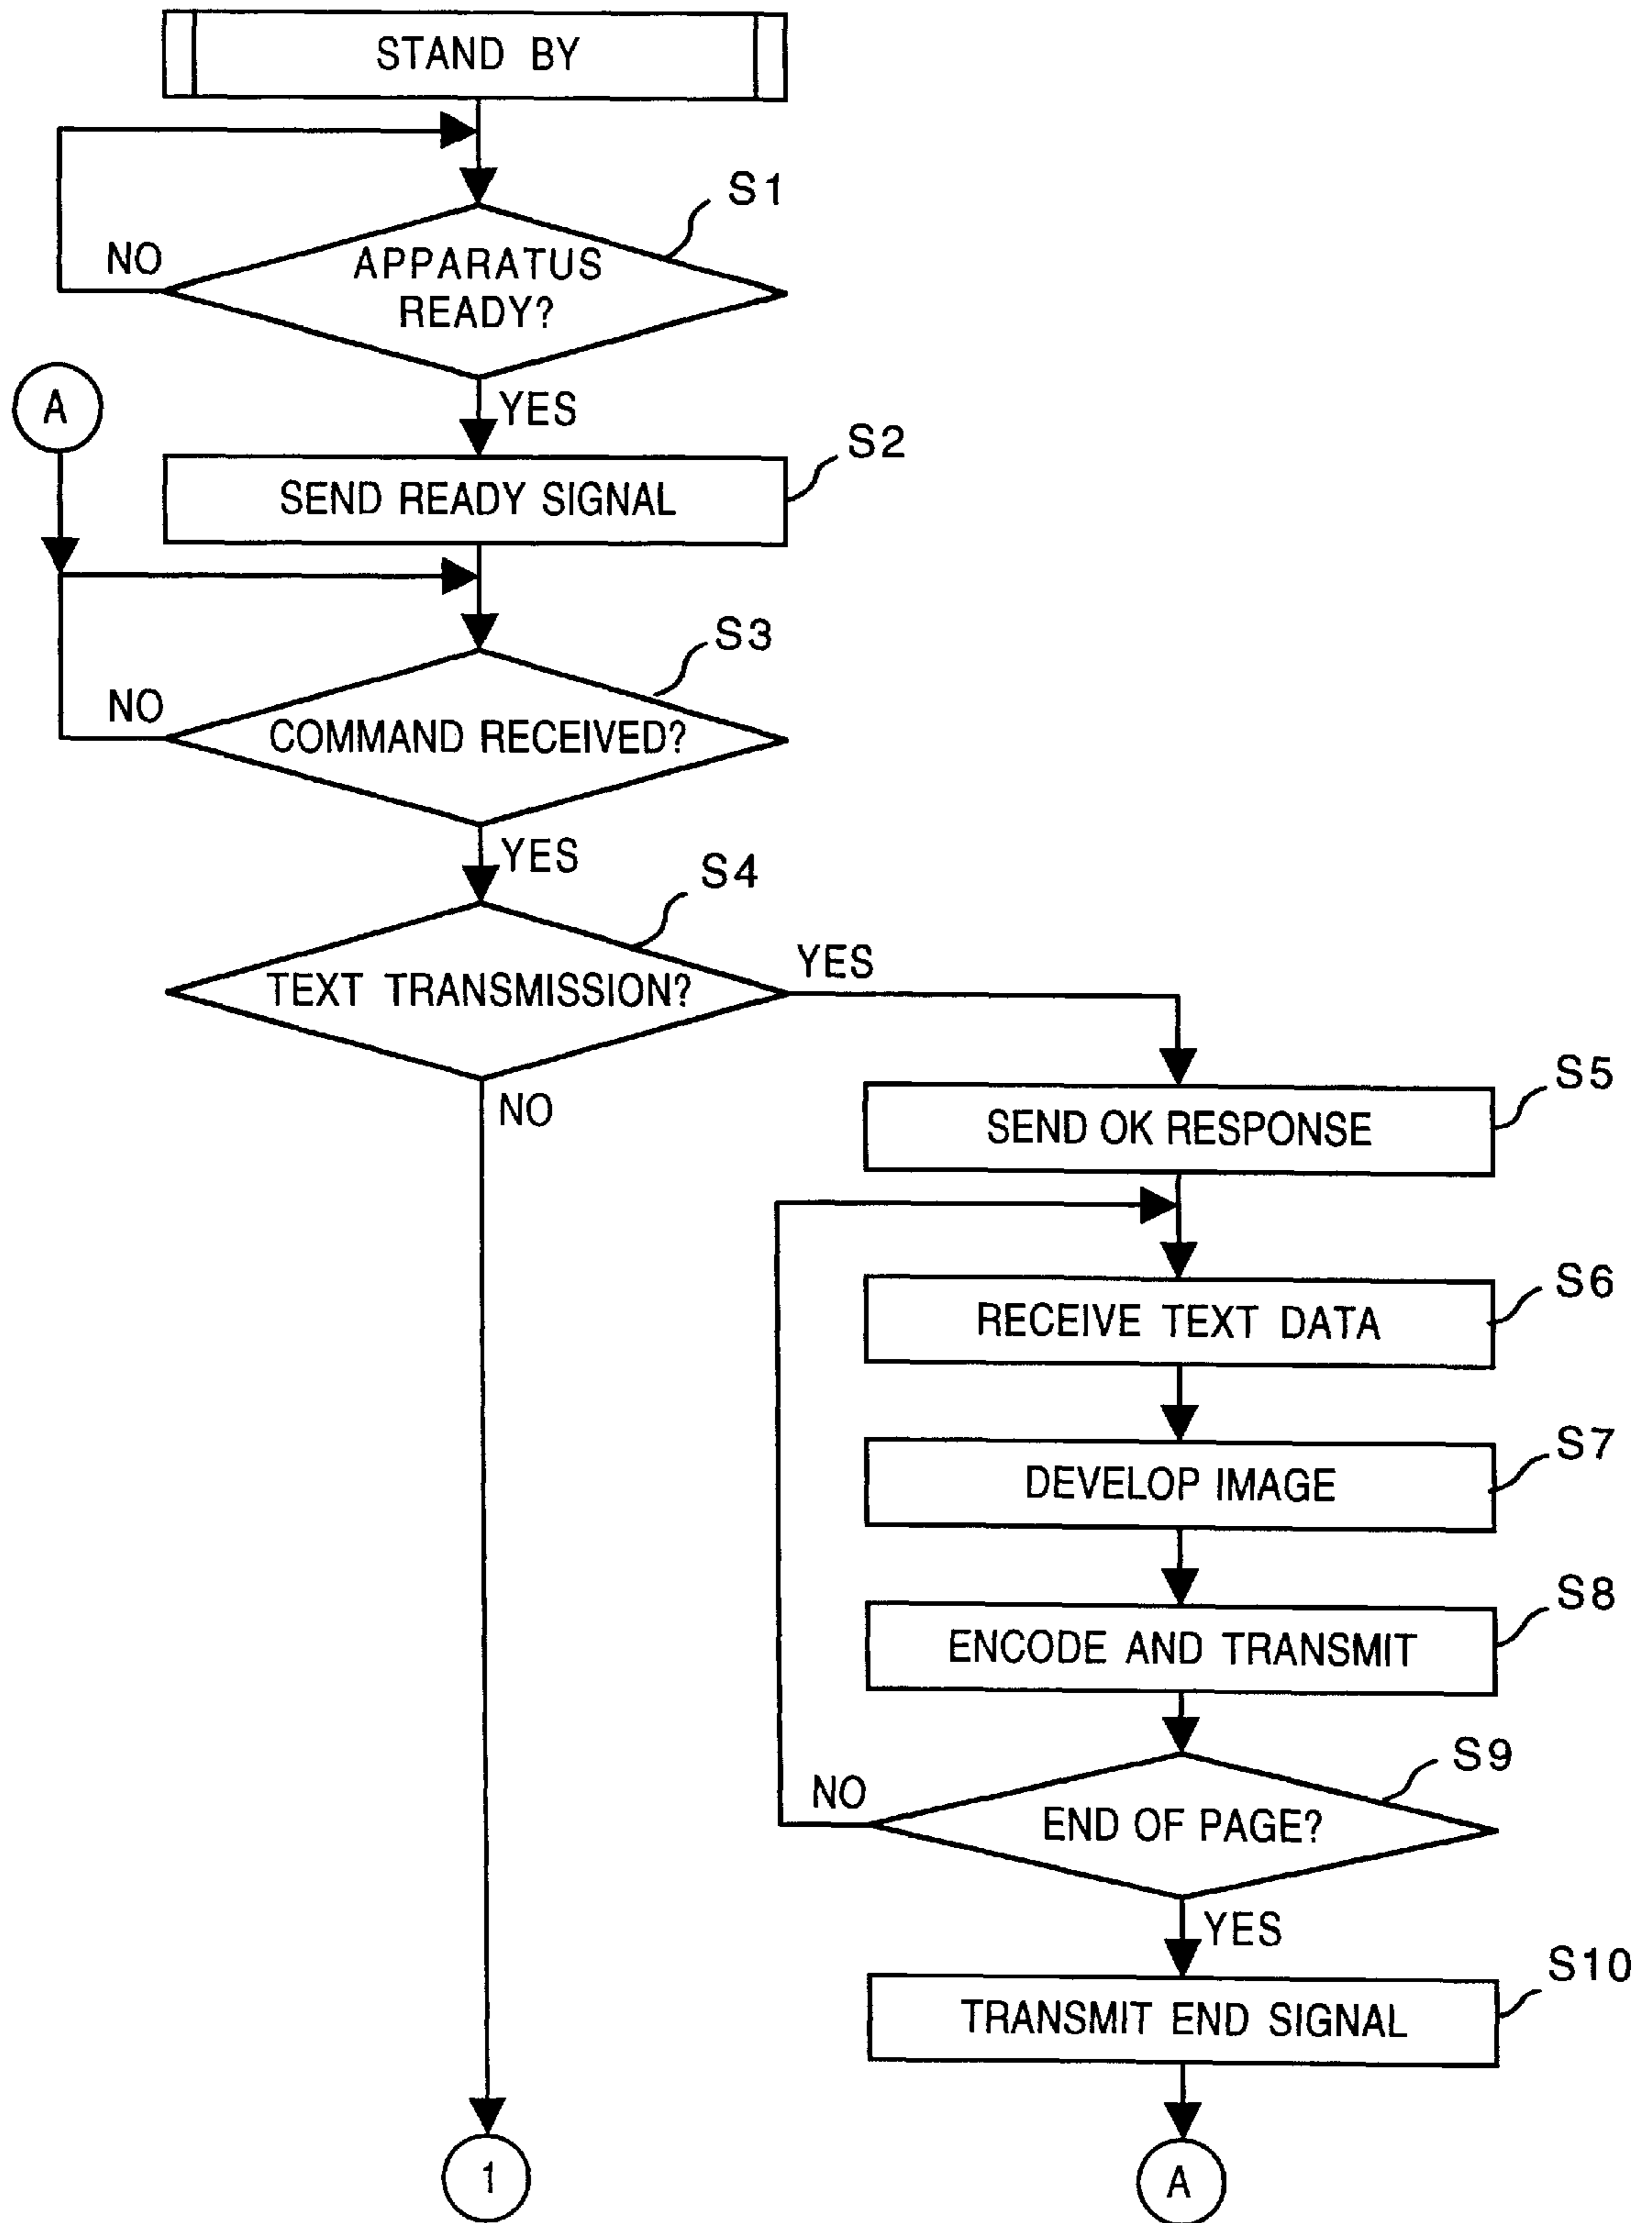 STAND BY
S1
NO
APPARATUS
READY?
A
YES
S2
SEND READY SIGNAL
S3
NO
COMMAND RECEIVED?
YES
S4
YES
TEXT TRANSMISSION?
NO
S5
SEND OK RESPONSE
S6
RECEIVE TEXT DATA
S7
DEVELOP IMAGE
S8
ENCODE AND TRANSMIT
S9
NO
END OF PAGE?
YES
S10
TRANSMIT END SIGNAL
1
A